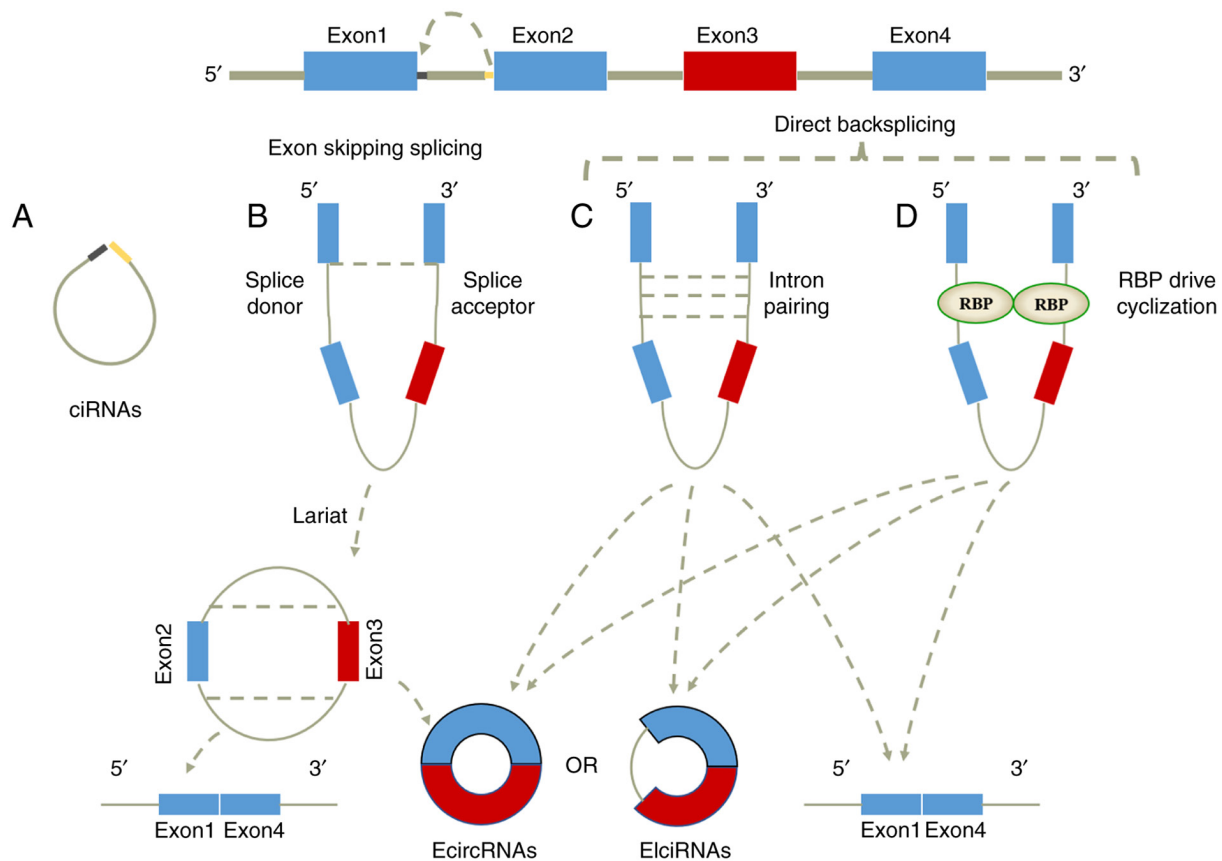 Exon1
Exon2
Exon3
Exon4
5′
3′
Direct backsplicing
Exon skipping splicing
5′
3′
5′
3′
5′
3′
A
B
C
D
Splice
donor
Splice
acceptor
Intron
pairing
RBP
RBP
RBP drive
cyclization
ciRNAs
Lariat
Exon2
Exon3
5′
3′
OR
5′
3′
Exon1
Exon4
Exon1
Exon4
EcircRNAs
ElciRNAs